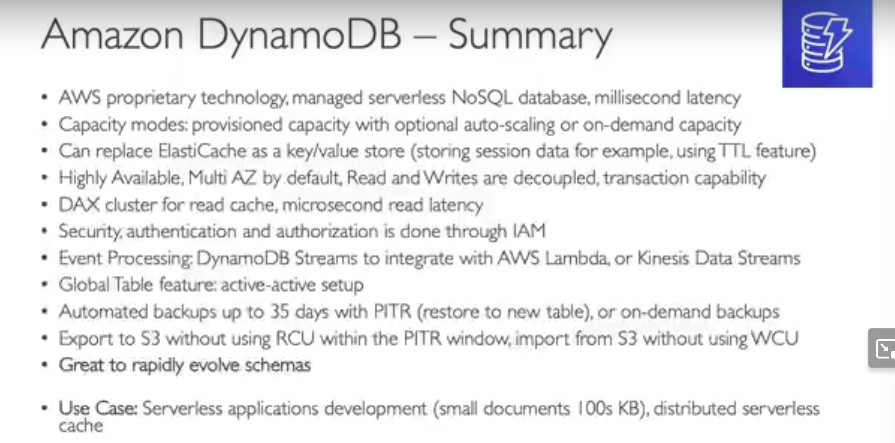 Amazon DynamoDB – Summary
• AWS proprietary technology, managed serverless NoSQL database, millisecond latency
• Capacity modes: provisioned capacity with optional auto-scaling or on-demand capacity
• Can replace ElastiCache as a key/value store (storing session data for example, using TTL feature)
• Highly Available, Multi AZ by default, Read and Writes are decoupled, transaction capability
• DAX cluster for read cache, microsecond read latency
• Security, authentication and authorization is done through IAM
• Event Processing: DynamoDB Streams to integrate with AWS Lambda, or Kinesis Data Streams
• Global Table feature: active-active setup
• Automated backups up to 35 days with PITR (restore to new table), or on-demand backups
• Export to S3 without using RCU within the PITR window, import from S3 without using WCU
• Great to rapidly evolve schemas
• Use Case: Serverless applications development (small documents 100s KB), distributed serverless
cache